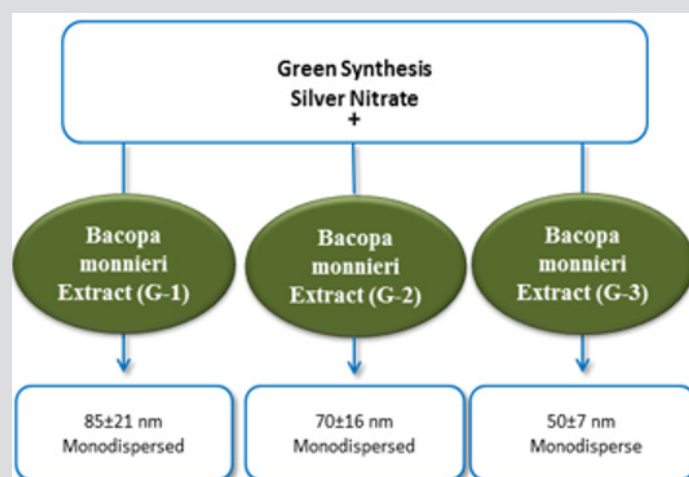 Green Synthesis
Silver Nitrate
+
Bacopa
monnieri
Extract (G-1)
Bacopa
monnieri
Extract (G-2)
Bacopa
monnieri
Extract (G-3)
85±21 nm
Monodispersed
70±16 nm
Monodispersed
50±7 nm
Monodisperse